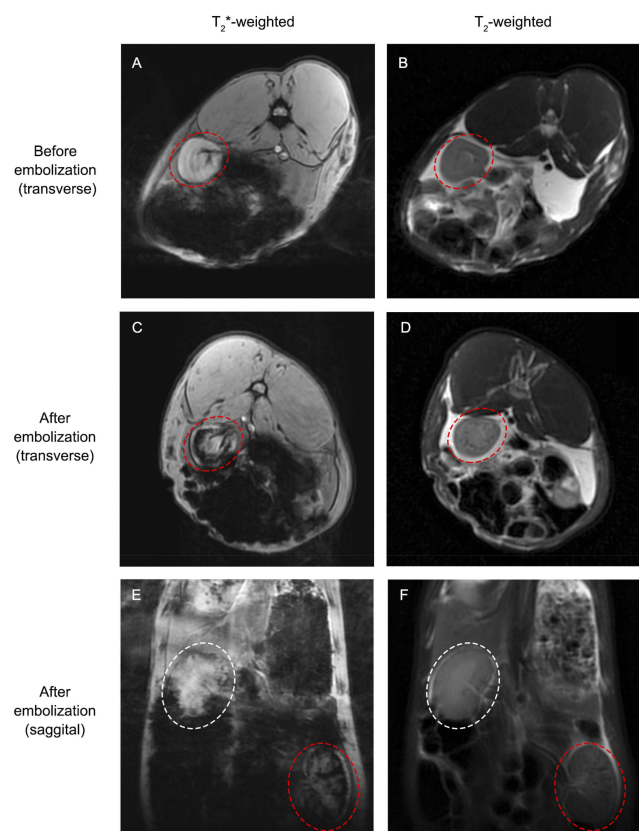 T2*-weighted
T2-weighted
A
B
Before
embolization
(transverse)
C
D
After
embolization
(transverse)
E
F
After
embolization
(saggital)